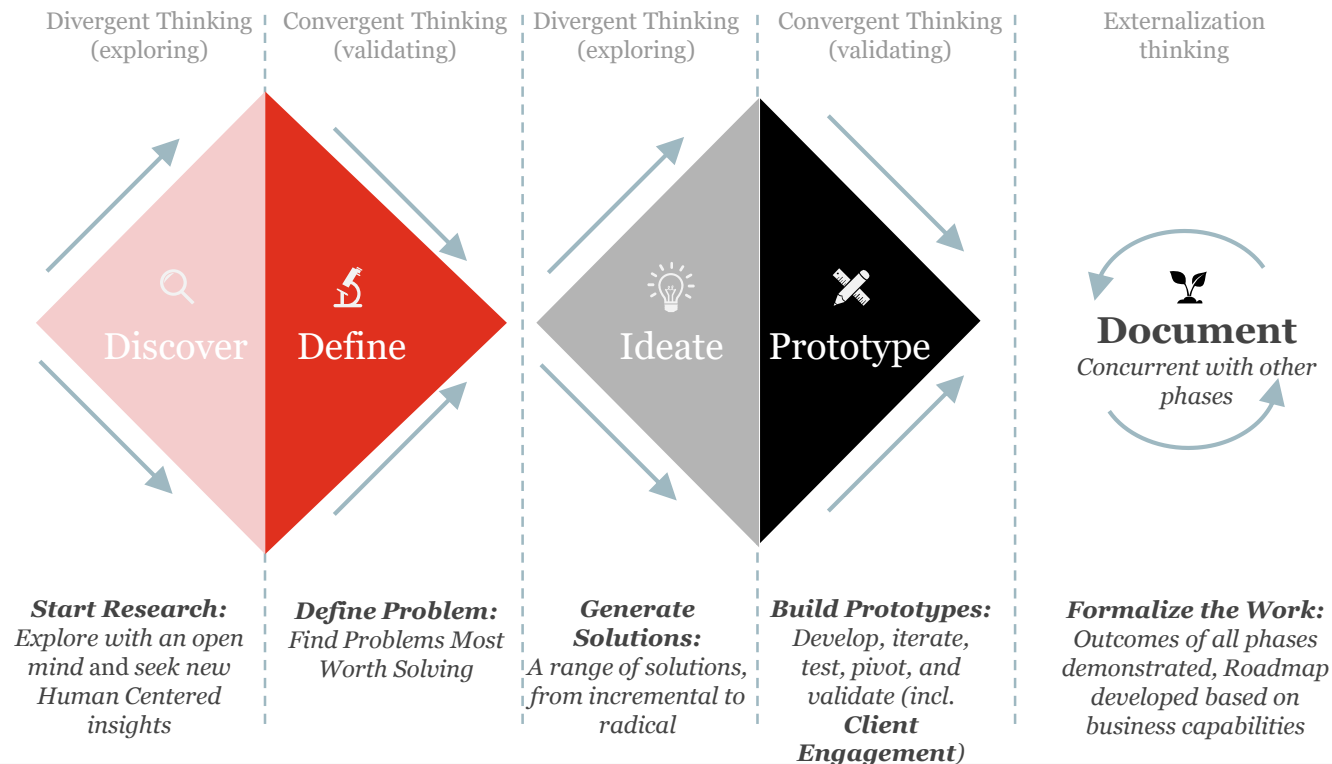 Divergent Thinking
(exploring)
Convergent Thinking
(validating)
Divergent Thinking
(exploring)
Convergent Thinking
(validating)
Externalization
thinking
Discover
Define
Ideate
Prototype
Document
Concurrent with other
phases
Start Research:
Explore with an open
mind and seek new
Human Centered
insights
Define Problem:
Find Problems Most
Worth Solving
Generate
Solutions:
A range of solutions,
from incremental to
radical
Build Prototypes:
Develop, iterate,
test, pivot, and
validate (incl.
Client
Engagement)
Formalize the Work:
Outcomes of all phases
demonstrated, Roadmap
developed based on
business capabilities